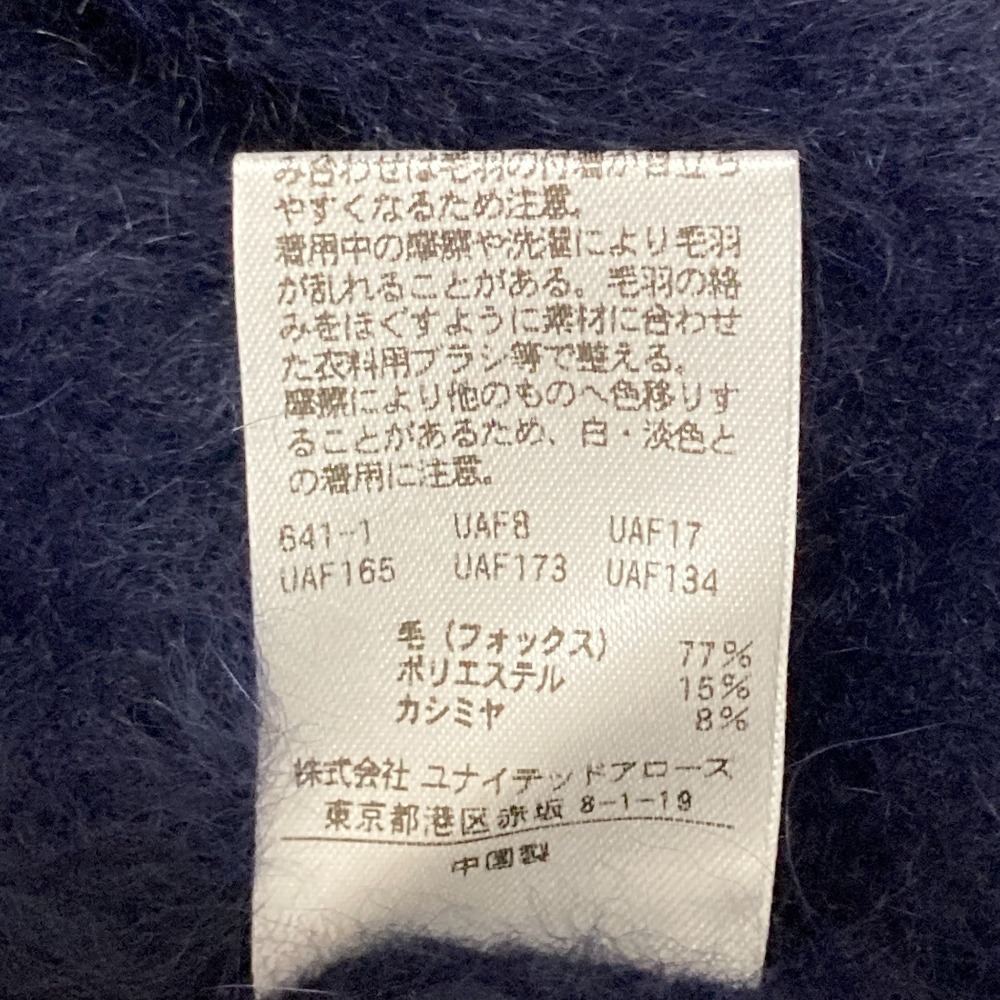 み合わせは毛羽の付着が目立ち
やすくなるため注意。
着用中の摩擦や洗濯により毛羽
が乱れることがある。毛羽の絡
みをほぐすように素材に合わせ
た衣料用ブラシ等で整える。
摩擦により他のものへ色移りす
ることがあるため、白・淡色と
の着用に注意。
641-1 UAF8 UAF17
UAF165 UAF173 UAF134
毛（フォックス） 77%
ポリエステル 15%
カシミヤ 8%
株式会社 ユナイテッドアローズ
東京都港区赤坂 8-1-19
中国製